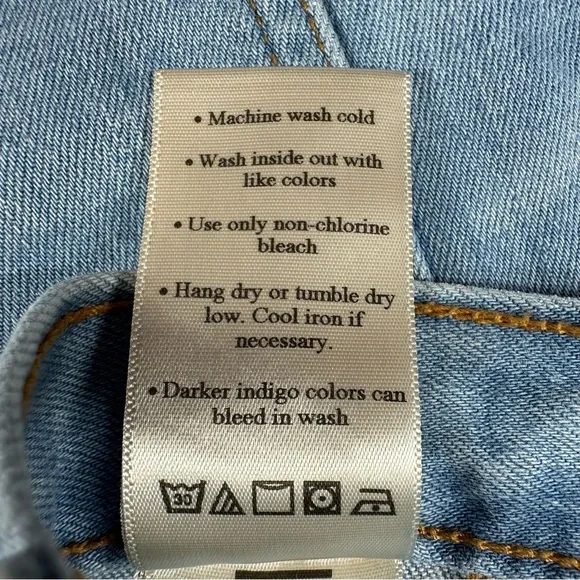 • Machine wash cold
• Wash inside out with
like colors
• Use only non-chlorine
bleach
• Hang dry or tumble dry
low. Cool iron if
necessary.
• Darker indigo colors can
bleed in wash
30